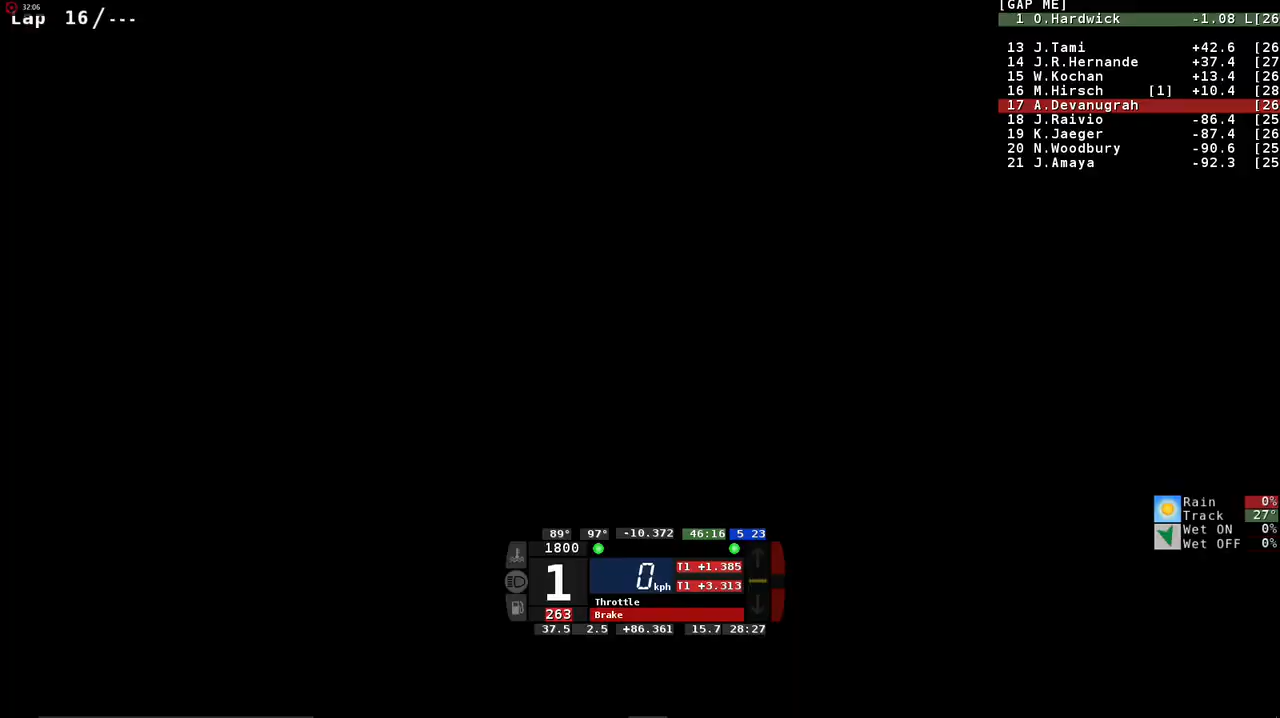 32:06
Lap 16/---
[GAP ME]
1 O.Hardwick -1.08 L[26
13 J.Tami +42.6 [26
14 J.R.Hernande +37.4 [27
15 W.Kochan +13.4 [26
16 M.Hirsch [1] +10.4 [28
17 A.Devanugrah [26
18 J.Raivio -86.4 [25
19 K.Jaeger -87.4 [26
20 N.Woodbury -90.6 [25
21 J.Amaya -92.3 [25
Rain 0%
Track 27°
Wet ON 0%
Wet OFF 0%
89° 97° -10.372 46:16 5 23
1800
1 0 kph T1 +1.385
T1 +3.313
Throttle
263 Brake
37.5 2.5 +86.361 15.7 28:27